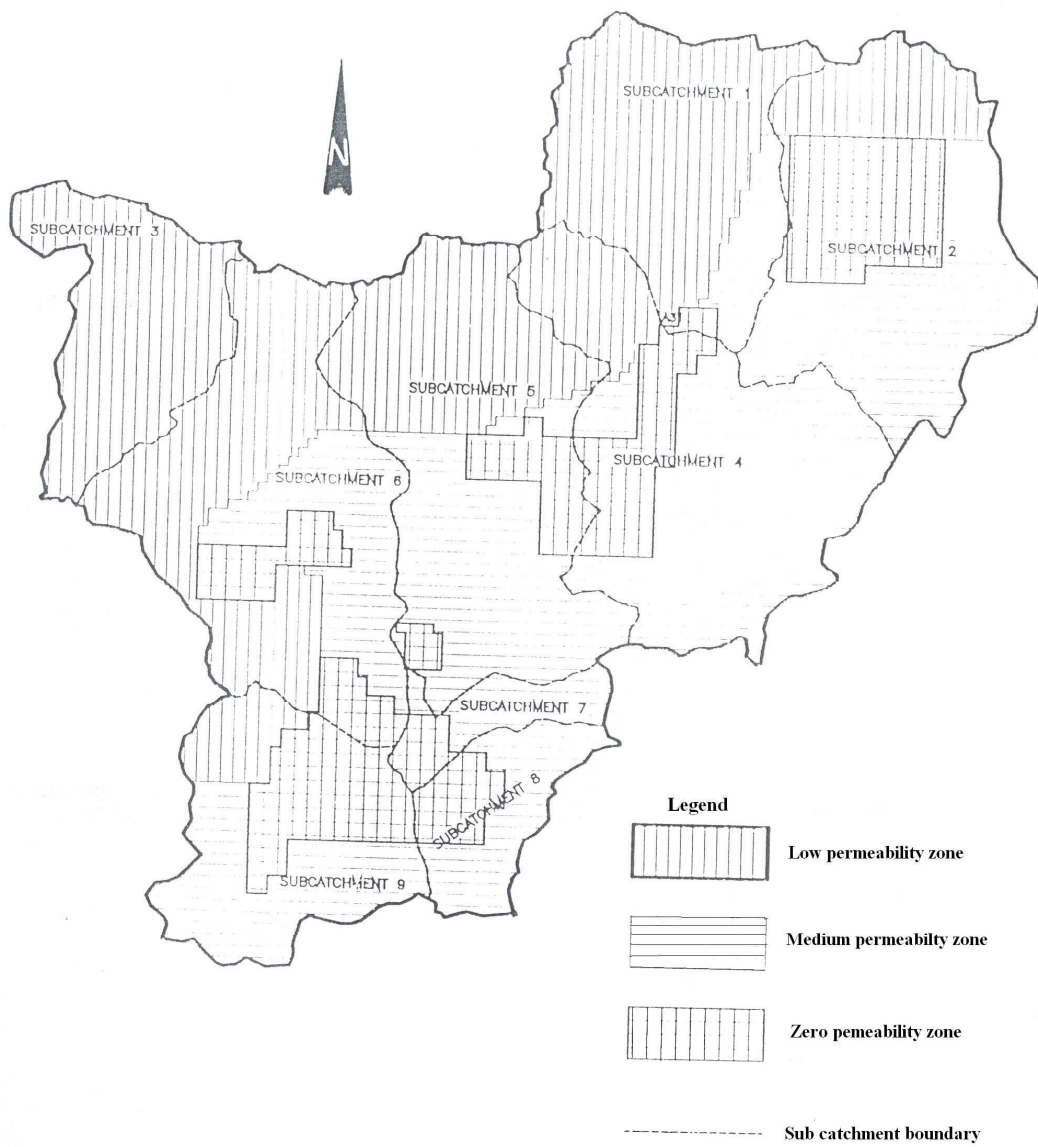 SUBCATCHMENT 1
N
SUBCATCHMENT 3
SUBCATCHMENT 2
SUBCATCHMENT 5
SUBCATCHMENT 4
SUBCATCHMENT 6
SUBCATCHMENT 7
SUBCATCHMENT 8
SUBCATCHMENT 9
Legend
Low permeability zone
Medium permeabilty zone
Zero pemeability zone
Sub catchment boundary